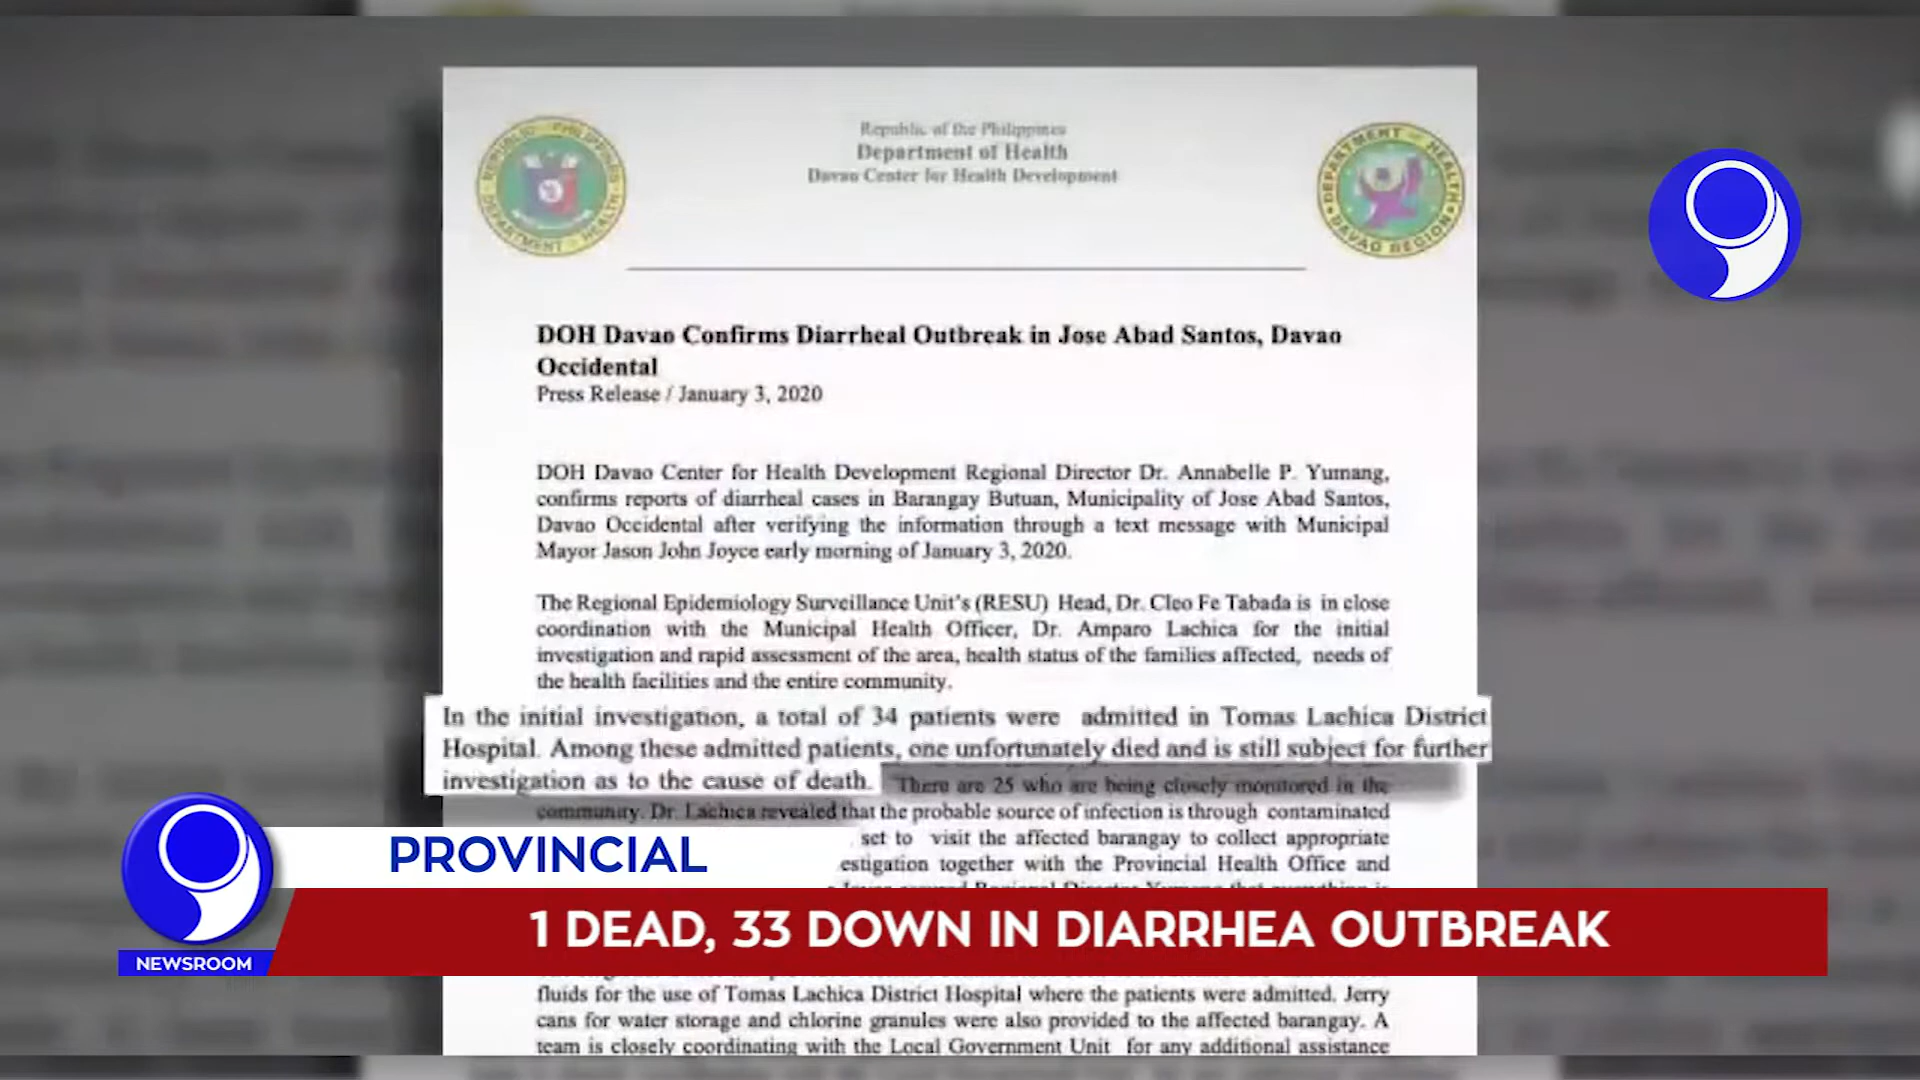 REPUBLIC OF THE PHILIPPINES
DEPARTMENT OF HEALTH
Republic of the Philippines
Department of Health
Davao Center for Health Development
DEPARTMENT OF HEALTH
DAVAO REGION
DOH Davao Confirms Diarrheal Outbreak in Jose Abad Santos, Davao
Occidental
Press Release / January 3, 2020
DOH Davao Center for Health Development Regional Director Dr. Annabelle P. Yumang,
confirms reports of diarrheal cases in Barangay Butuan, Municipality of Jose Abad Santos,
Davao Occidental after verifying the information through a text message with Municipal
Mayor Jason John Joyce early morning of January 3, 2020.
The Regional Epidemiology Surveillance Unit's (RESU) Head, Dr. Cleo Fe Tabada is in close
coordination with the Municipal Health Officer, Dr. Amparo Lachica for the initial
investigation and rapid assessment of the area, health status of the families affected, needs of
the health facilities and the entire community.
In the initial investigation, a total of 34 patients were admitted in Tomas Lachica District
Hospital. Among these admitted patients, one unfortunately died and is still subject for further
investigation as to the cause of death. There are 25 who are being closely monitored in the
community. Dr. Lachica revealed that the probable source of infection is through contaminated
set to visit the affected barangay to collect appropriate
estigation together with the Provincial Health Office and
PROVINCIAL
1 DEAD, 33 DOWN IN DIARRHEA OUTBREAK
NEWSROOM
fluids for the use of Tomas Lachica District Hospital where the patients were admitted. Jerry
cans for water storage and chlorine granules were also provided to the affected barangay. A
team is closely coordinating with the Local Government Unit for any additional assistance